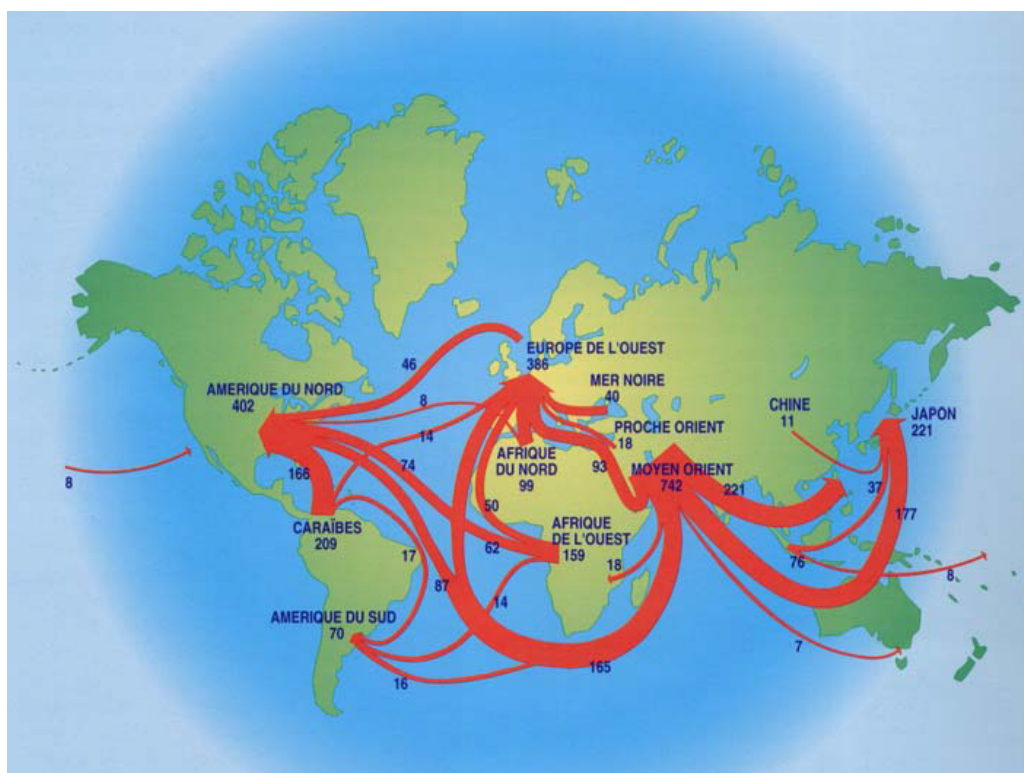 EUROPE DE L'OUEST
386
46
AMERIQUE DU NORD
402
8
MER NOIRE
40
CHINE
11
JAPON
221
14
PROCHE ORIENT
18
AFRIQUE
DU NORD
99
93
MOYEN ORIENT
742
221
37
8
166
74
50
177
CARAÏBES
209
AFRIQUE
DE L'OUEST
159
17
62
18
76
8
87
14
AMERIQUE DU SUD
70
7
165
16